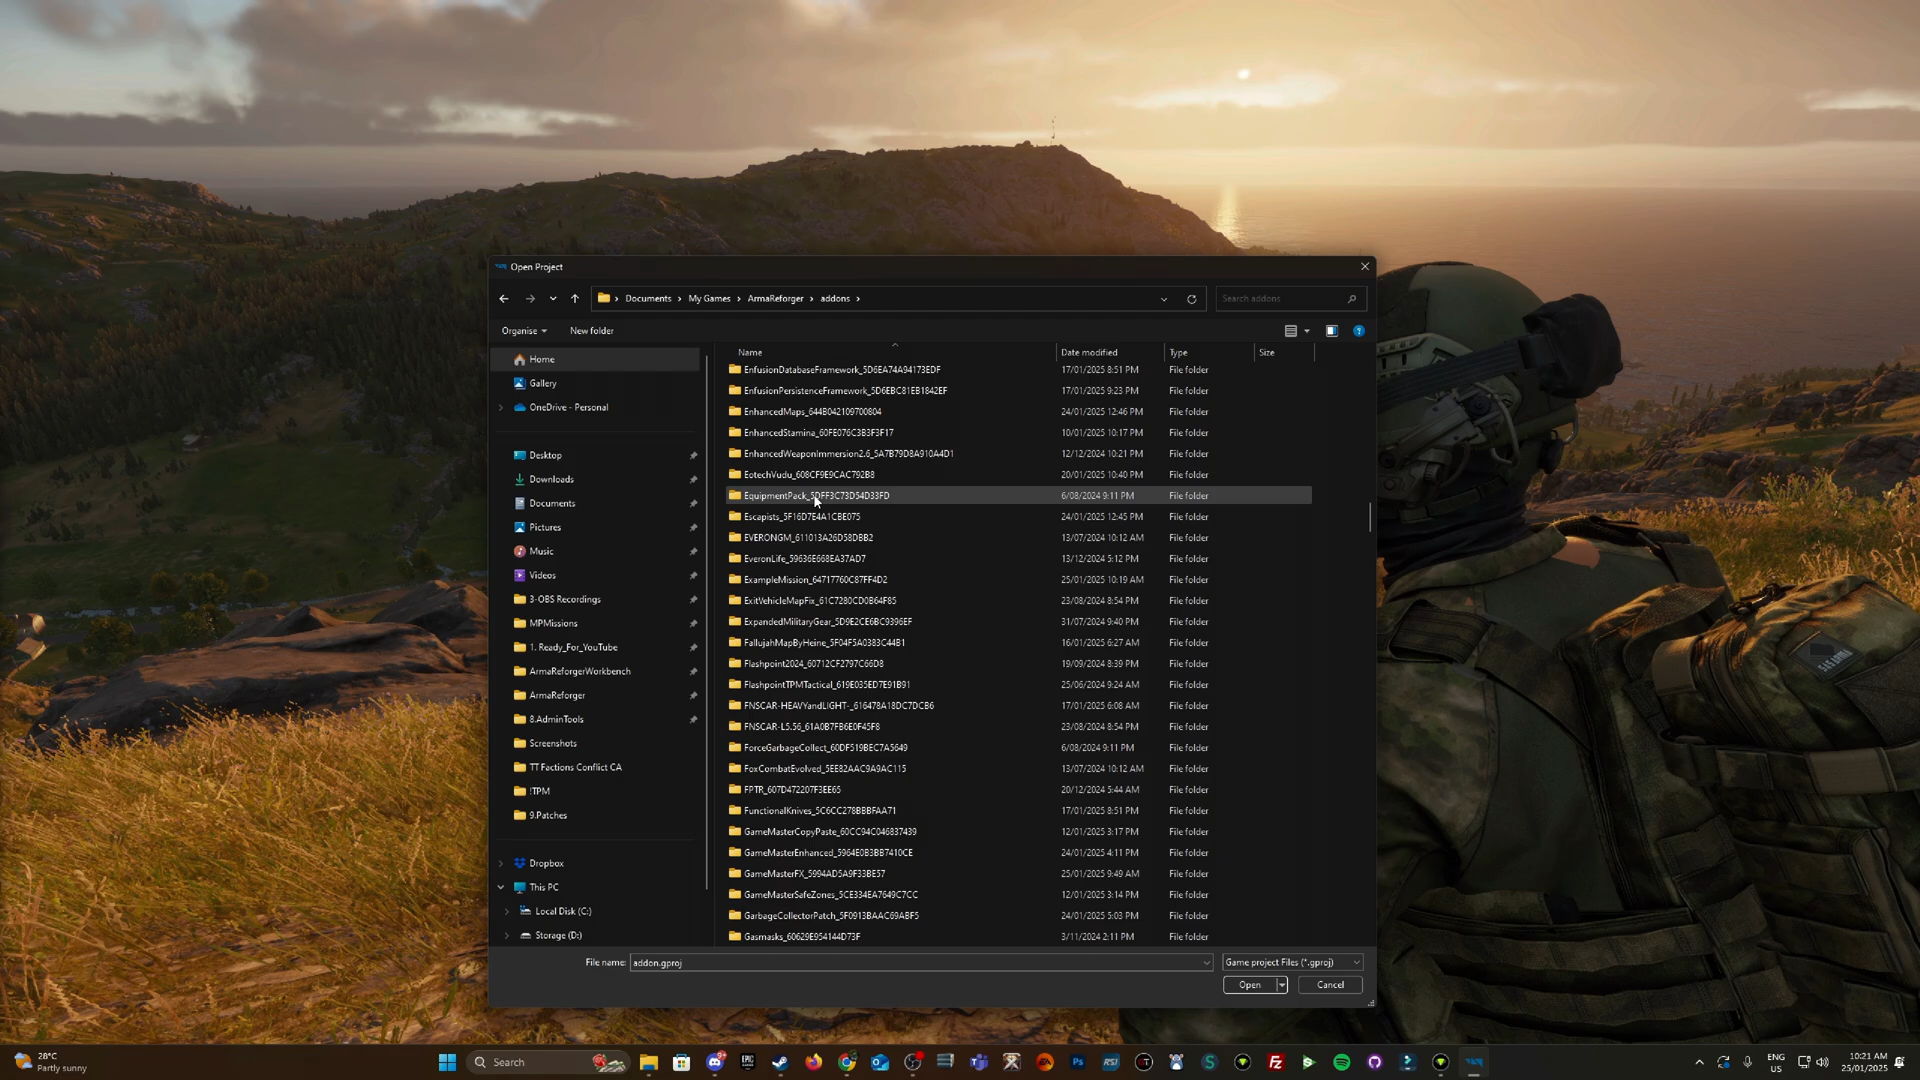 Open Project
Documents > My Games > ArmaReforger > addons >
Search addons
Organise
New folder
Home
Gallery
OneDrive - Personal
Desktop
Downloads
Documents
Pictures
Music
Videos
3-OBS Recordings
MPMissions
1. Ready_For_YouTube
ArmaReforgerWorkbench
ArmaReforger
8.AdminTools
Screenshots
TT Factions Conflict CA
!TPM
9.Patches
Dropbox
This PC
Local Disk (C:)
Storage (D:)
Name Date modified Type Size
EnfusionDatabaseFramework_5D6EA74A94173EDF 17/01/2025 8:51 PM File folder
EnfusionPersistenceFramework_5D6EBC81EB1842EF 17/01/2025 9:23 PM File folder
EnhancedMaps_644B042109700804 24/01/2025 12:46 PM File folder
EnhancedStamina_60FE076C3B3F3F17 10/01/2025 10:17 PM File folder
EnhancedWeaponImmersion2.6_5A7B79D8A910A4D1 12/12/2024 10:21 PM File folder
EotechVudu_608CF9E9CAC792B8 20/01/2025 10:40 PM File folder
EquipmentPack_5DFF3C73D54D33FD 6/08/2024 9:11 PM File folder
Escapists_5F16D7E4A1CBE075 24/01/2025 12:45 PM File folder
EVERONGM_611013A26D58DBB2 13/07/2024 10:12 AM File folder
EveronLife_59636E668EA37AD7 13/12/2024 5:12 PM File folder
ExampleMission_64717760C87FF4D2 25/01/2025 10:19 AM File folder
ExitVehicleMapFix_61C7280CD0B64F85 23/08/2024 8:54 PM File folder
ExpandedMilitaryGear_5D9E2CE6BC9396EF 31/07/2024 9:40 PM File folder
FallujahMapByHeine_5F04F5A0383C44B1 16/01/2025 6:27 AM File folder
Flashpoint2024_60712CF2797C66D8 19/09/2024 8:39 PM File folder
FlashpointTPMTactical_619E035ED7E91B91 25/06/2024 9:24 AM File folder
FNSCAR-HEAVYandLIGHT-_616478A18DC7DCB6 17/01/2025 6:08 AM File folder
FNSCAR-L5.56_61A0B7FB6E0F45F8 23/08/2024 8:54 PM File folder
ForceGarbageCollect_60DF519BEC7A5649 6/08/2024 9:11 PM File folder
FoxCombatEvolved_5EE82AAC9A9AC115 13/07/2024 10:12 AM File folder
FPTR_607D472207F3EE65 20/12/2024 5:44 AM File folder
FunctionalKnives_5C6CC278BBBFAA71 17/01/2025 8:51 PM File folder
GameMasterCopyPaste_60CC94C046837439 12/01/2025 3:17 PM File folder
GameMasterEnhanced_5964E0B3BB7410CE 24/01/2025 4:11 PM File folder
GameMasterFX_5994AD5A9F33BE57 25/01/2025 9:49 AM File folder
GameMasterSafeZones_5CE334EA7649C7CC 12/01/2025 3:14 PM File folder
GarbageCollectorPatch_5F0913BAAC69ABF5 24/01/2025 5:03 PM File folder
Gasmasks_60629E954144D73F 3/11/2024 2:11 PM File folder
File name: addon.gproj
Game project Files (*.gproj)
Open
Cancel
28°C
Partly sunny
Search
ENG
US
10:21 AM
25/01/2025